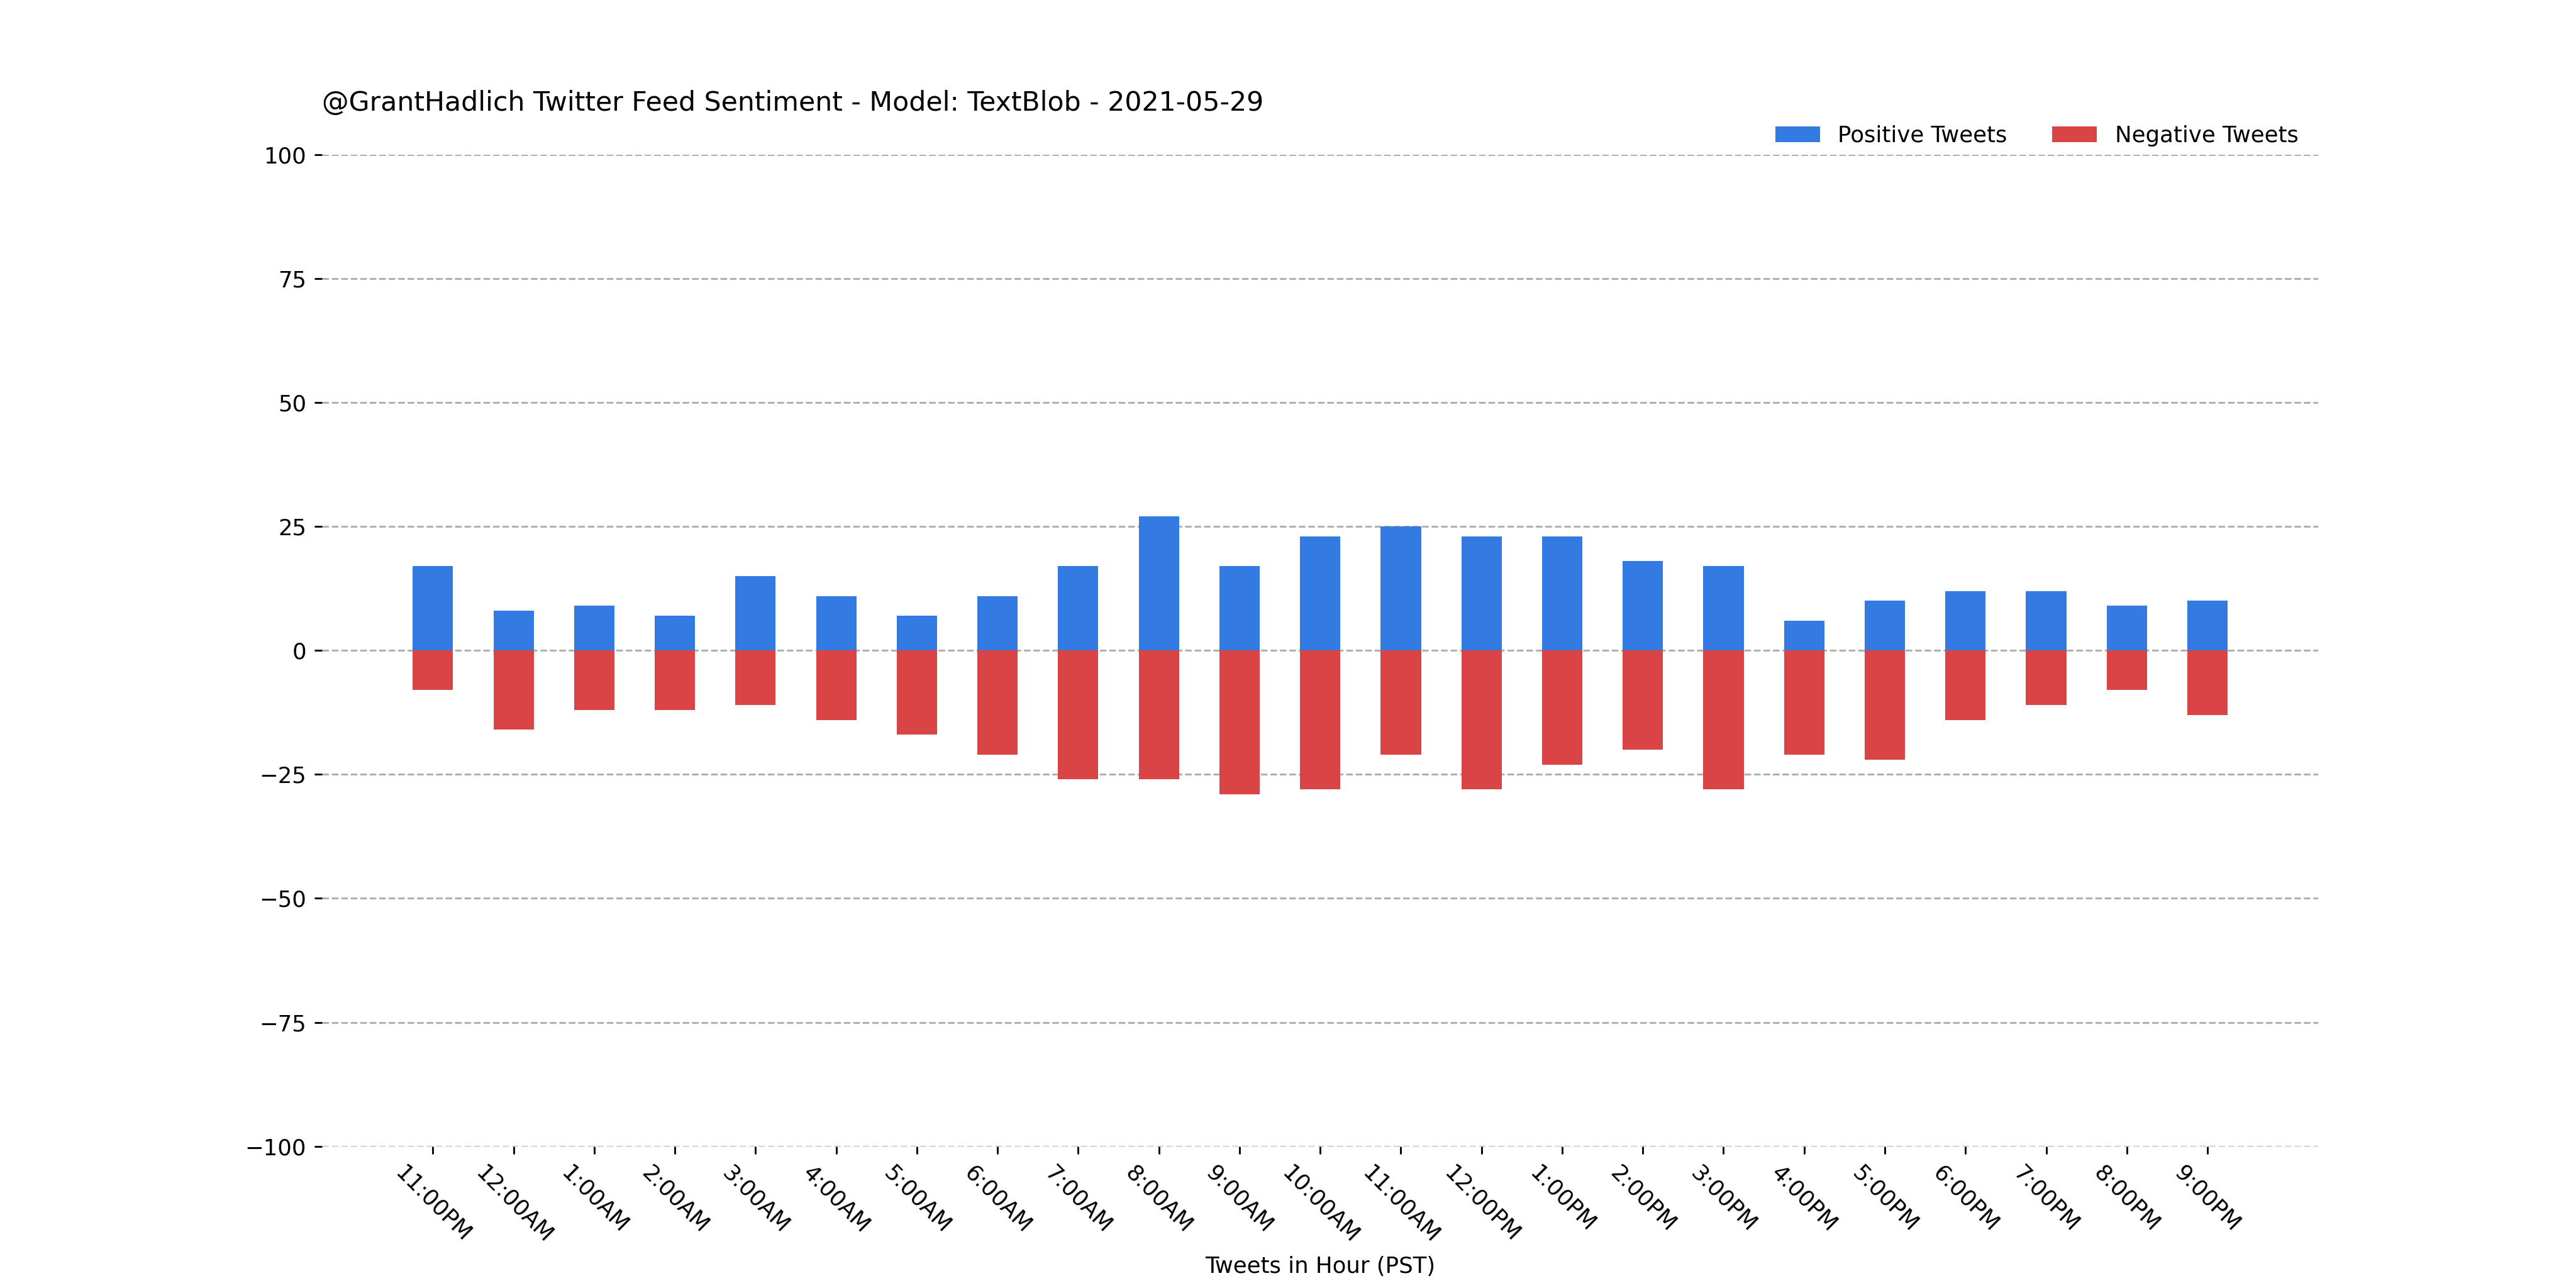 @GrantHadlich Twitter Feed Sentiment - Model: TextBlob - 2021-05-29
Positive Tweets Negative Tweets
100
75
50
25
0
−25
−50
−75
−100
11:00PM 12:00AM 1:00AM 2:00AM 3:00AM 4:00AM 5:00AM 6:00AM 7:00AM 8:00AM 9:00AM 10:00AM 11:00AM 12:00PM 1:00PM 2:00PM 3:00PM 4:00PM 5:00PM 6:00PM 7:00PM 8:00PM 9:00PM
Tweets in Hour (PST)